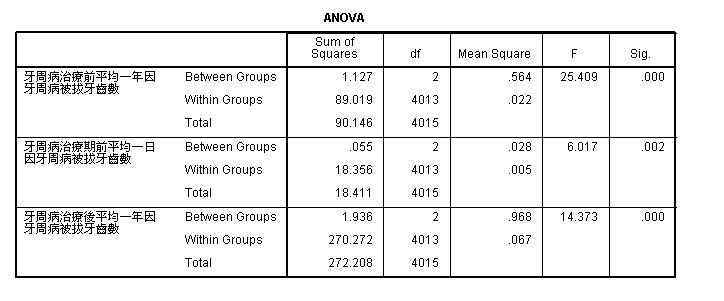 ANOVA
Sum of Squares df Mean Square F Sig.
牙周病治療前平均一年因 Between Groups 1.127 2 .564 25.409 .000
牙周病被拔牙齒數 Within Groups 89.019 4013 .022
Total 90.146 4015
牙周病治療期前平均一日 Between Groups .055 2 .028 6.017 .002
因牙周病被拔牙齒數 Within Groups 18.356 4013 .005
Total 18.411 4015
牙周病治療後平均一年因 Between Groups 1.936 2 .968 14.373 .000
牙周病被拔牙齒數 Within Groups 270.272 4013 .067
Total 272.208 4015